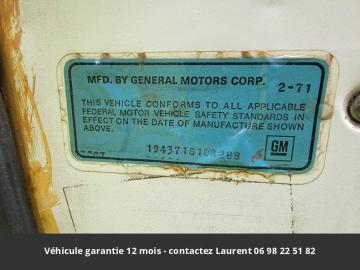 MFD. BY GENERAL MOTORS CORP. 2-71
THIS VEHICLE CONFORMS TO ALL APPLICABLE
FEDERAL MOTOR VEHICLE SAFETY STANDARDS IN
EFFECT ON THE DATE OF MANUFACTURE SHOWN
ABOVE.
GM
Véhicule garantie 12 mois - contactez Laurent 06 98 22 51 82